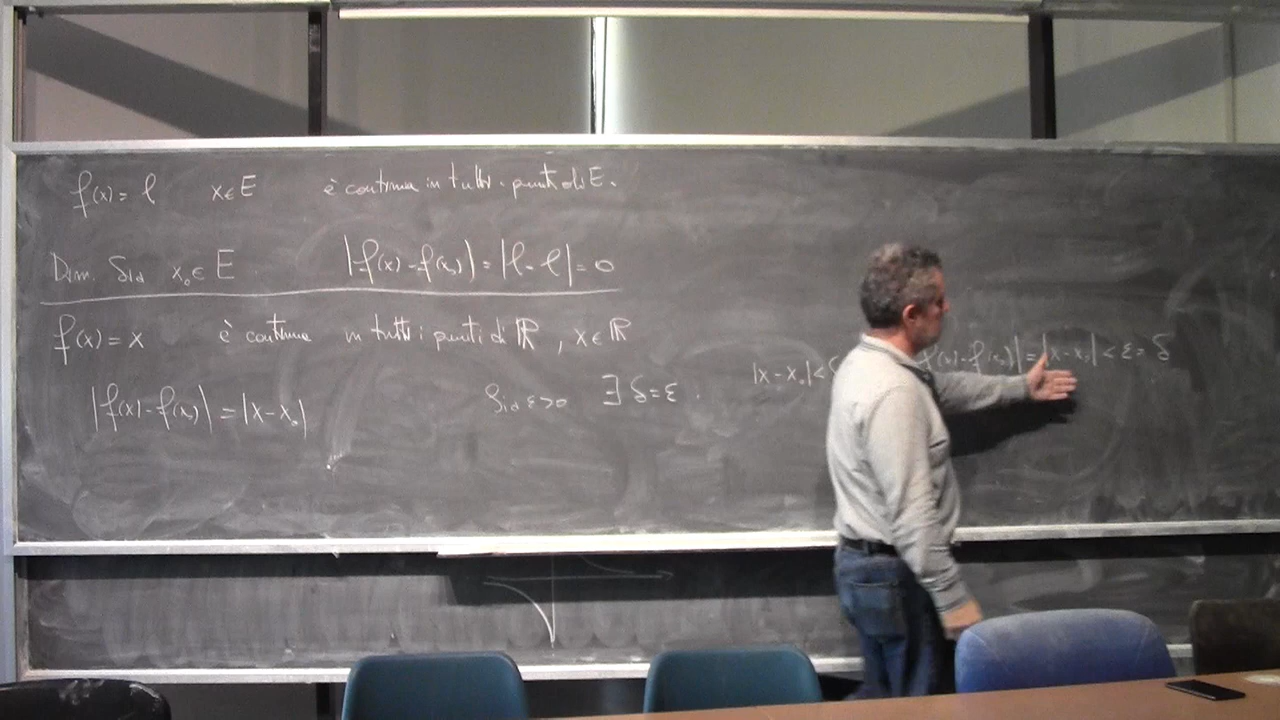 f(x) = l x ∈ E è continua in tutti i punti di E.
Dim. Sia x₀ ∈ E |f(x) - f(x₀)| = |l - l| = 0
f(x) = x è continua in tutti i punti di ℝ, x ∈ ℝ
|f(x) - f(x₀)| = |x - x₀| Sia ε > 0 ∃ δ = ε. |x - x₀| < δ f(x) - f(x₀)| = |x - x₀| < ε = δ